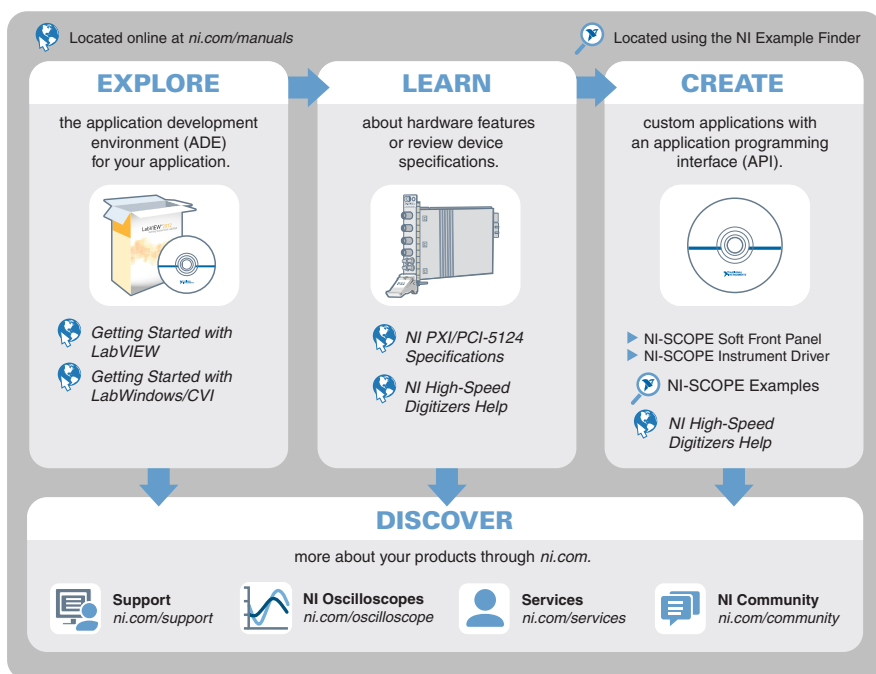 Located online at ni.com/manuals
Located using the NI Example Finder
EXPLORE
the application development
environment (ADE)
for your application.
LabVIEW
Getting Started with
LabVIEW
Getting Started with
LabWindows/CVI
LEARN
about hardware features
or review device
specifications.
NI PXI/PCI-5124
Specifications
NI High-Speed
Digitizers Help
CREATE
custom applications with
an application programming
interface (API).
NI-SCOPE Soft Front Panel
NI-SCOPE Instrument Driver
NI-SCOPE Examples
NI High-Speed
Digitizers Help
DISCOVER
more about your products through ni.com.
Support
ni.com/support
NI Oscilloscopes
ni.com/oscilloscope
Services
ni.com/services
NI Community
ni.com/community